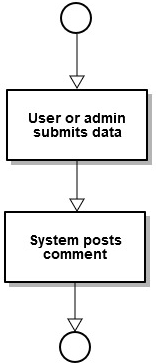 User or admin
submits data
System posts
comment